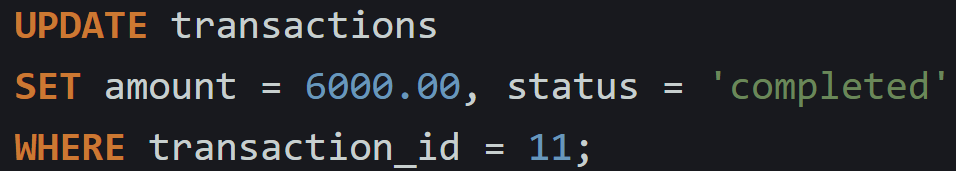 UPDATE transactions
SET amount = 6000.00, status = 'completed'
WHERE transaction_id = 11;